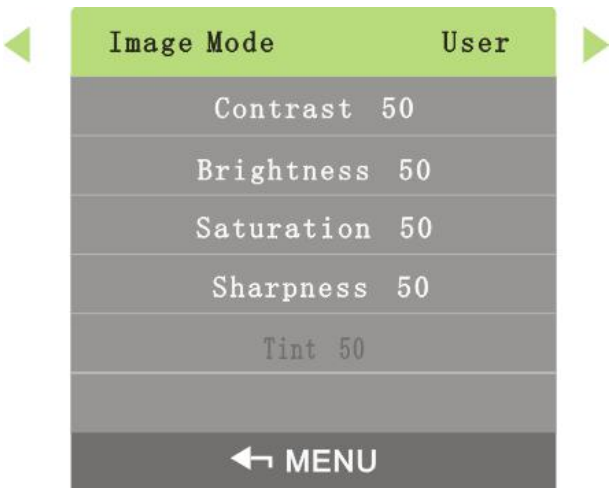 Image Mode User
Contrast 50
Brightness 50
Saturation 50
Sharpness 50
Tint 50
MENU